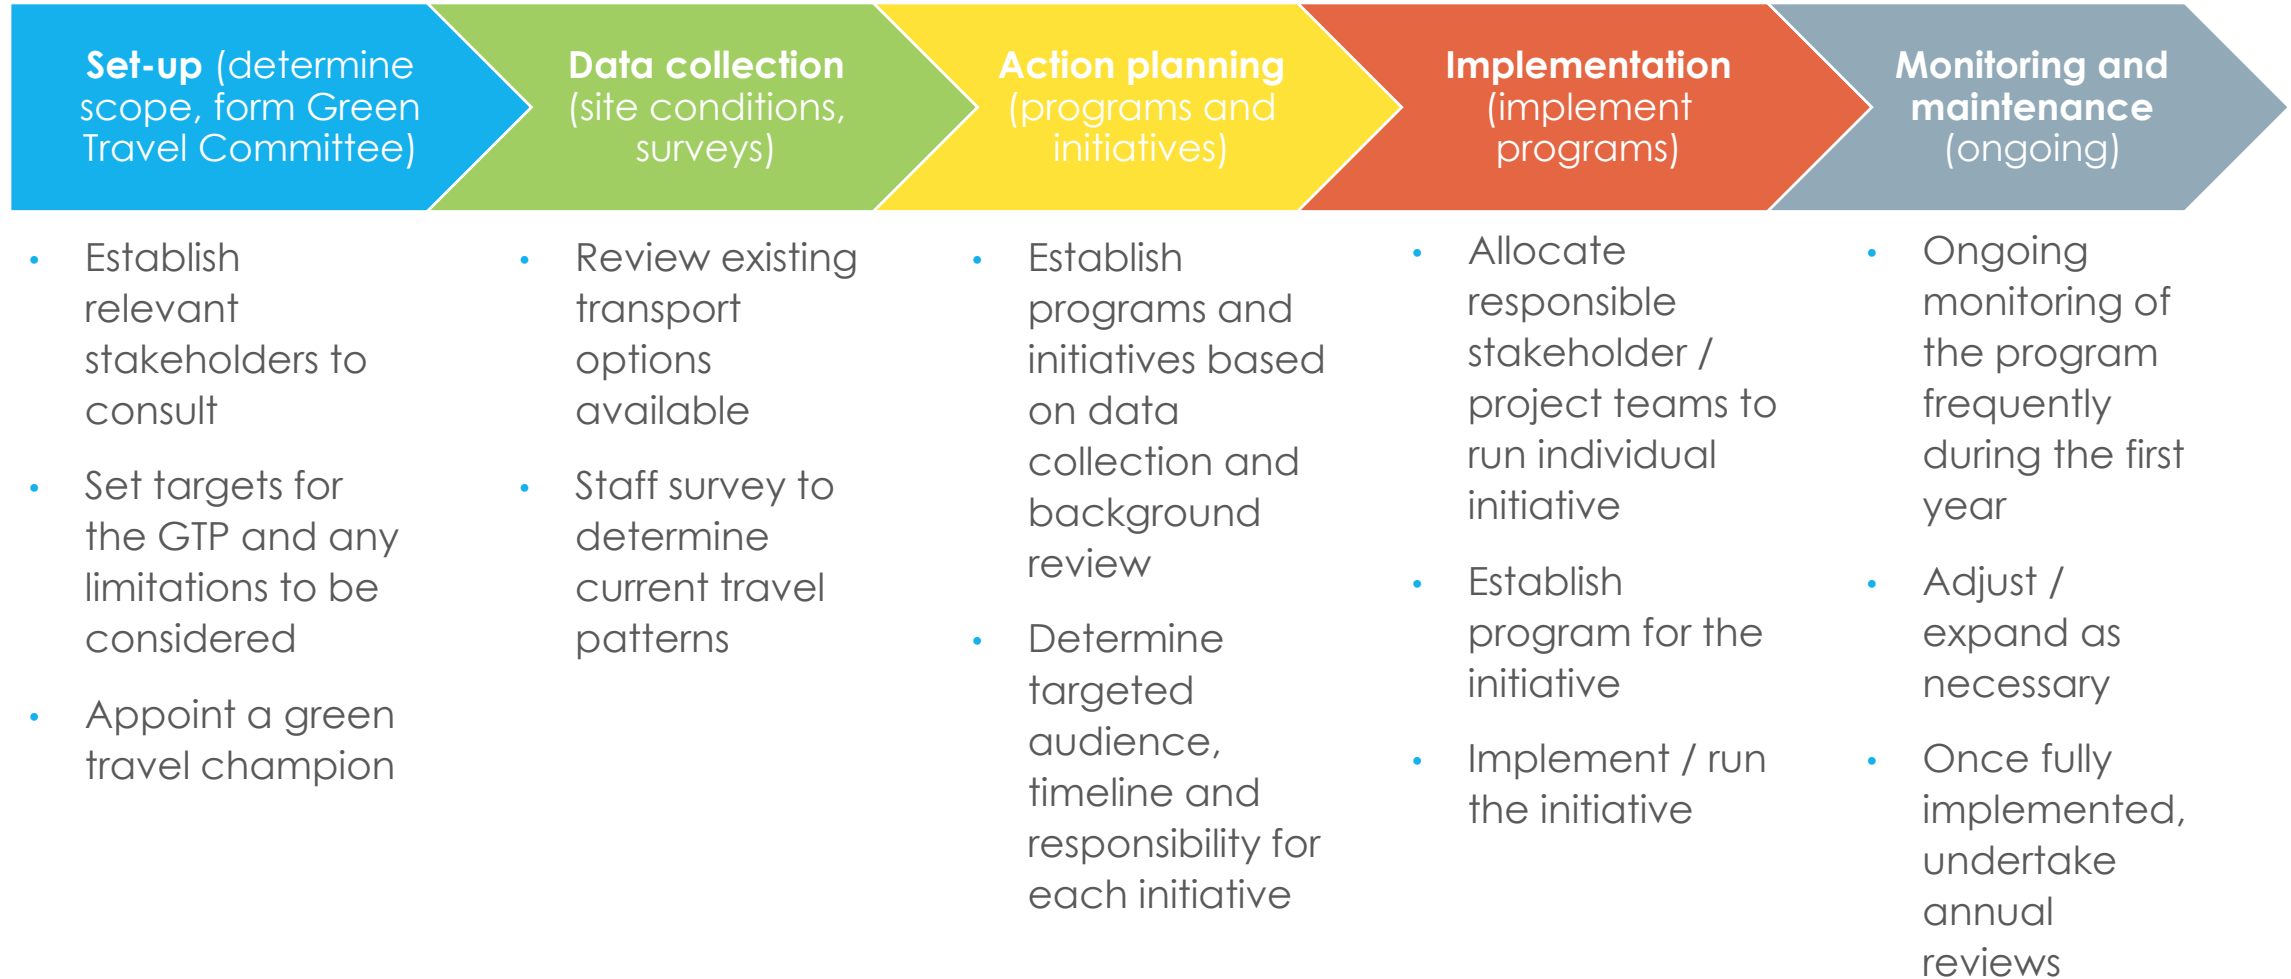 Set-up (determine
scope, form Green
Travel Committee)
Data collection
(site conditions,
surveys)
Action planning
(programs and
initiatives)
Implementation
(implement
programs)
Monitoring and
maintenance
(ongoing)
• Establish
relevant
stakeholders to
consult
• Set targets for
the GTP and any
limitations to be
considered
• Appoint a green
travel champion
• Review existing
transport
options
available
• Staff survey to
determine
current travel
patterns
• Establish
programs and
initiatives based
on data
collection and
background
review
• Determine
targeted
audience,
timeline and
responsibility for
each initiative
• Allocate
responsible
stakeholder /
project teams to
run individual
initiative
• Establish
program for the
initiative
• Implement / run
the initiative
• Ongoing
monitoring of
the program
frequently
during the first
year
• Adjust /
expand as
necessary
• Once fully
implemented,
undertake
annual
reviews